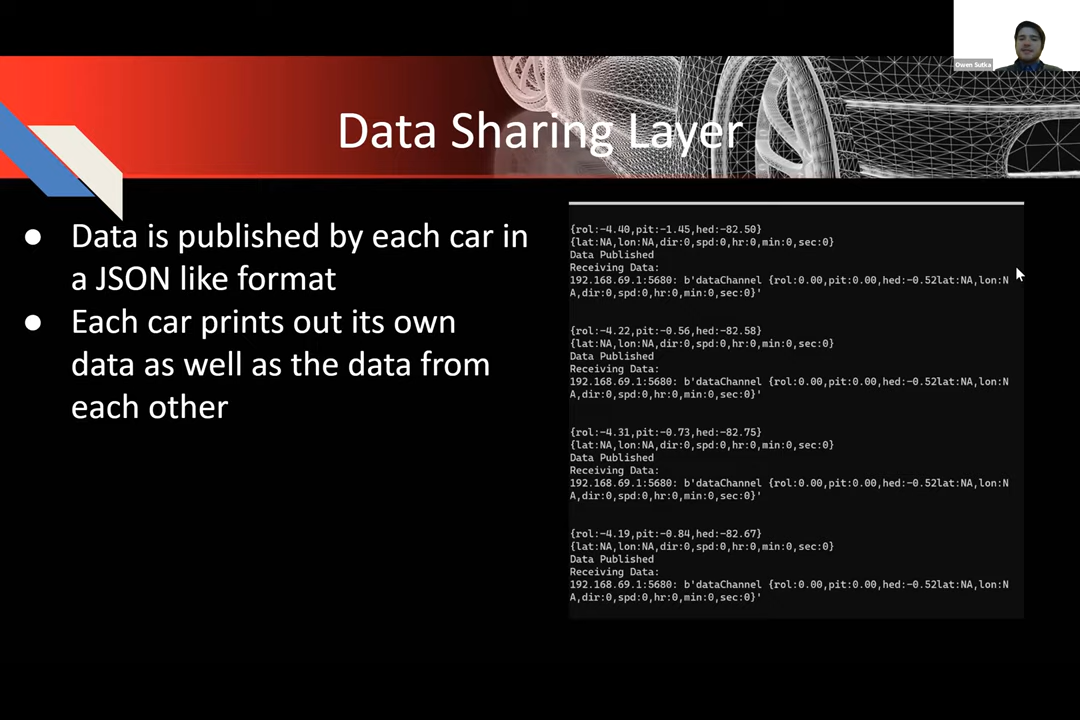 Owen Sutka
Data Sharing Layer
● Data is published by each car in
a JSON like format
● Each car prints out its own
data as well as the data from
each other
{rol:-4.40,pit:-1.45,hed:-82.50}
{lat:NA,lon:NA,dir:0,spd:0,hr:0,min:0,sec:0}
Data Published
Receiving Data:
192.168.69.1:5680: b'dataChannel {rol:0.00,pit:0.00,hed:-0.52lat:NA,lon:N
A,dir:0,spd:0,hr:0,min:0,sec:0}'
{rol:-4.22,pit:-0.56,hed:-82.58}
{lat:NA,lon:NA,dir:0,spd:0,hr:0,min:0,sec:0}
Data Published
Receiving Data:
192.168.69.1:5680: b'dataChannel {rol:0.00,pit:0.00,hed:-0.52lat:NA,lon:N
A,dir:0,spd:0,hr:0,min:0,sec:0}'
{rol:-4.31,pit:-0.73,hed:-82.75}
{lat:NA,lon:NA,dir:0,spd:0,hr:0,min:0,sec:0}
Data Published
Receiving Data:
192.168.69.1:5680: b'dataChannel {rol:0.00,pit:0.00,hed:-0.52lat:NA,lon:N
A,dir:0,spd:0,hr:0,min:0,sec:0}'
{rol:-4.19,pit:-0.84,hed:-82.67}
{lat:NA,lon:NA,dir:0,spd:0,hr:0,min:0,sec:0}
Data Published
Receiving Data:
192.168.69.1:5680: b'dataChannel {rol:0.00,pit:0.00,hed:-0.52lat:NA,lon:N
A,dir:0,spd:0,hr:0,min:0,sec:0}'